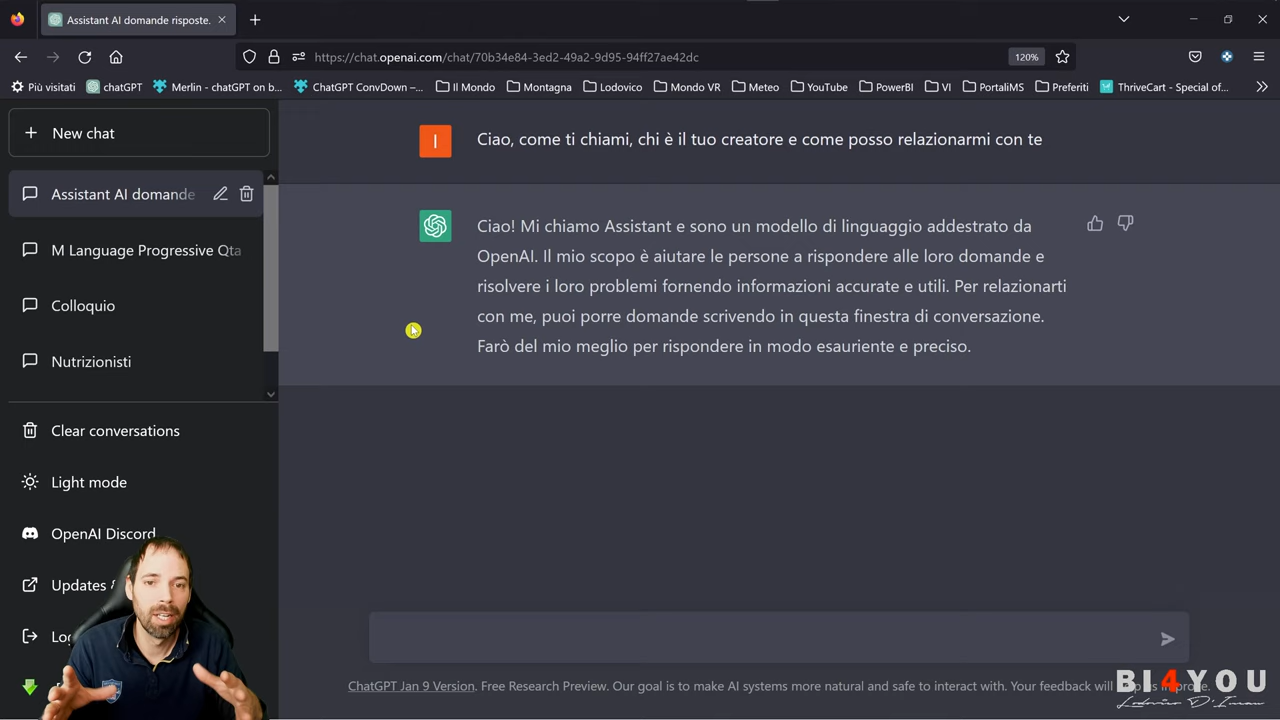 Assistant AI domande risposte.
https://chat.openai.com/chat/70b34e84-3ed2-49a2-9d95-94ff27ae42dc
120%
Più visitati
chatGPT
Merlin - chatGPT on b...
ChatGPT ConvDown –...
Il Mondo
Montagna
Lodovico
Mondo VR
Meteo
YouTube
PowerBI
VI
PortaliMS
Preferiti
ThriveCart - Special of...
New chat
Assistant AI domande
M Language Progressive Qta
Colloquio
Nutrizionisti
Clear conversations
Light mode
OpenAI Discord
Updates &
I
Ciao, come ti chiami, chi è il tuo creatore e come posso relazionarmi con te
Ciao! Mi chiamo Assistant e sono un modello di linguaggio addestrato da
OpenAI. Il mio scopo è aiutare le persone a rispondere alle loro domande e
risolvere i loro problemi fornendo informazioni accurate e utili. Per relazionarti
con me, puoi porre domande scrivendo in questa finestra di conversazione.
Farò del mio meglio per rispondere in modo esauriente e preciso.
ChatGPT Jan 9 Version. Free Research Preview. Our goal is to make AI systems more natural and safe to interact with. Your feedback will
BI4YOU